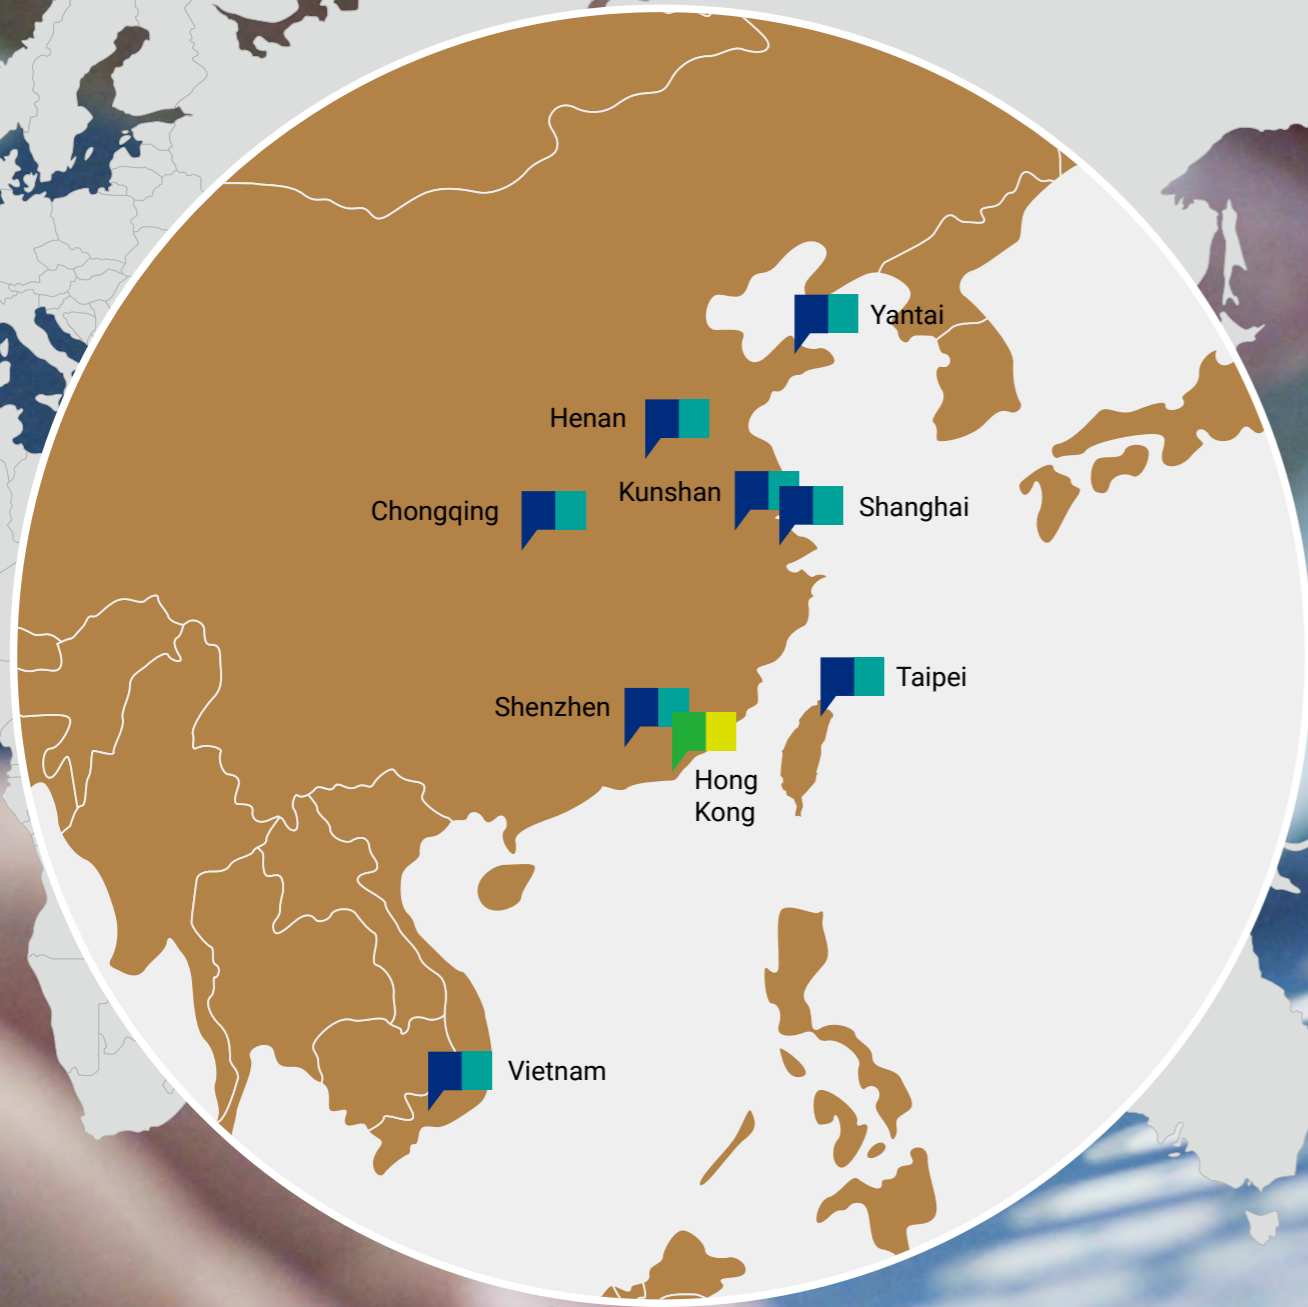 Yantai
Henan
Kunshan
Shanghai
Chongqing
Taipei
Shenzhen
Hong
Kong
Vietnam